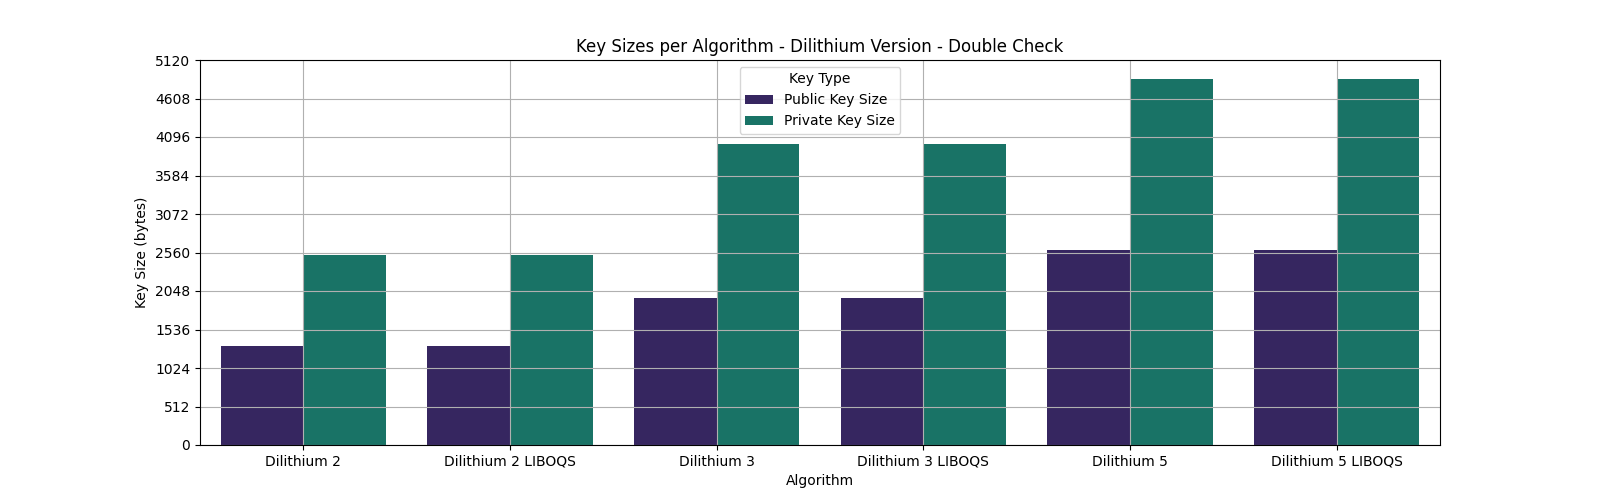 Key Sizes per Algorithm - Dilithium Version - Double Check
Key Type
Public Key Size
Private Key Size
Key Size (bytes)
5120
4608
4096
3584
3072
2560
2048
1536
1024
512
0
Dilithium 2
Dilithium 2 LIBOQS
Dilithium 3
Dilithium 3 LIBOQS
Dilithium 5
Dilithium 5 LIBOQS
Algorithm